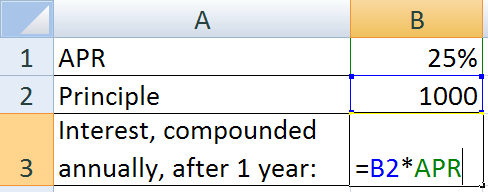 A B
1 APR 25%
2 Principle 1000
Interest, compounded
3 annually, after 1 year: =B2*APR